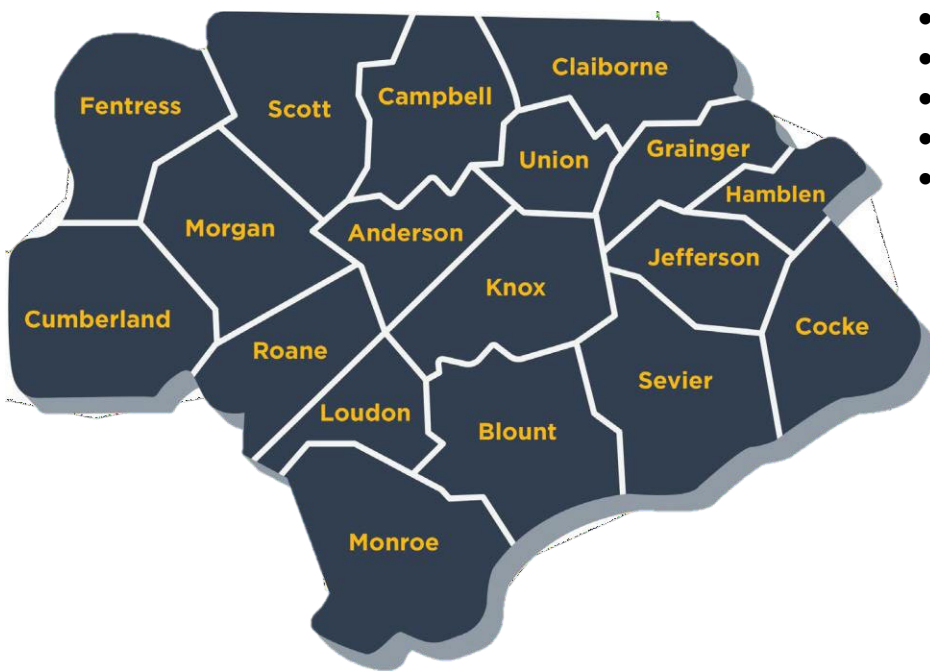 Claiborne
Fentress
Campbell
Scott
Grainger
Union
Hamblen
Morgan
Anderson
Jefferson
Knox
Cumberland
Cocke
Roane
Sevier
Loudon
Blount
Monroe